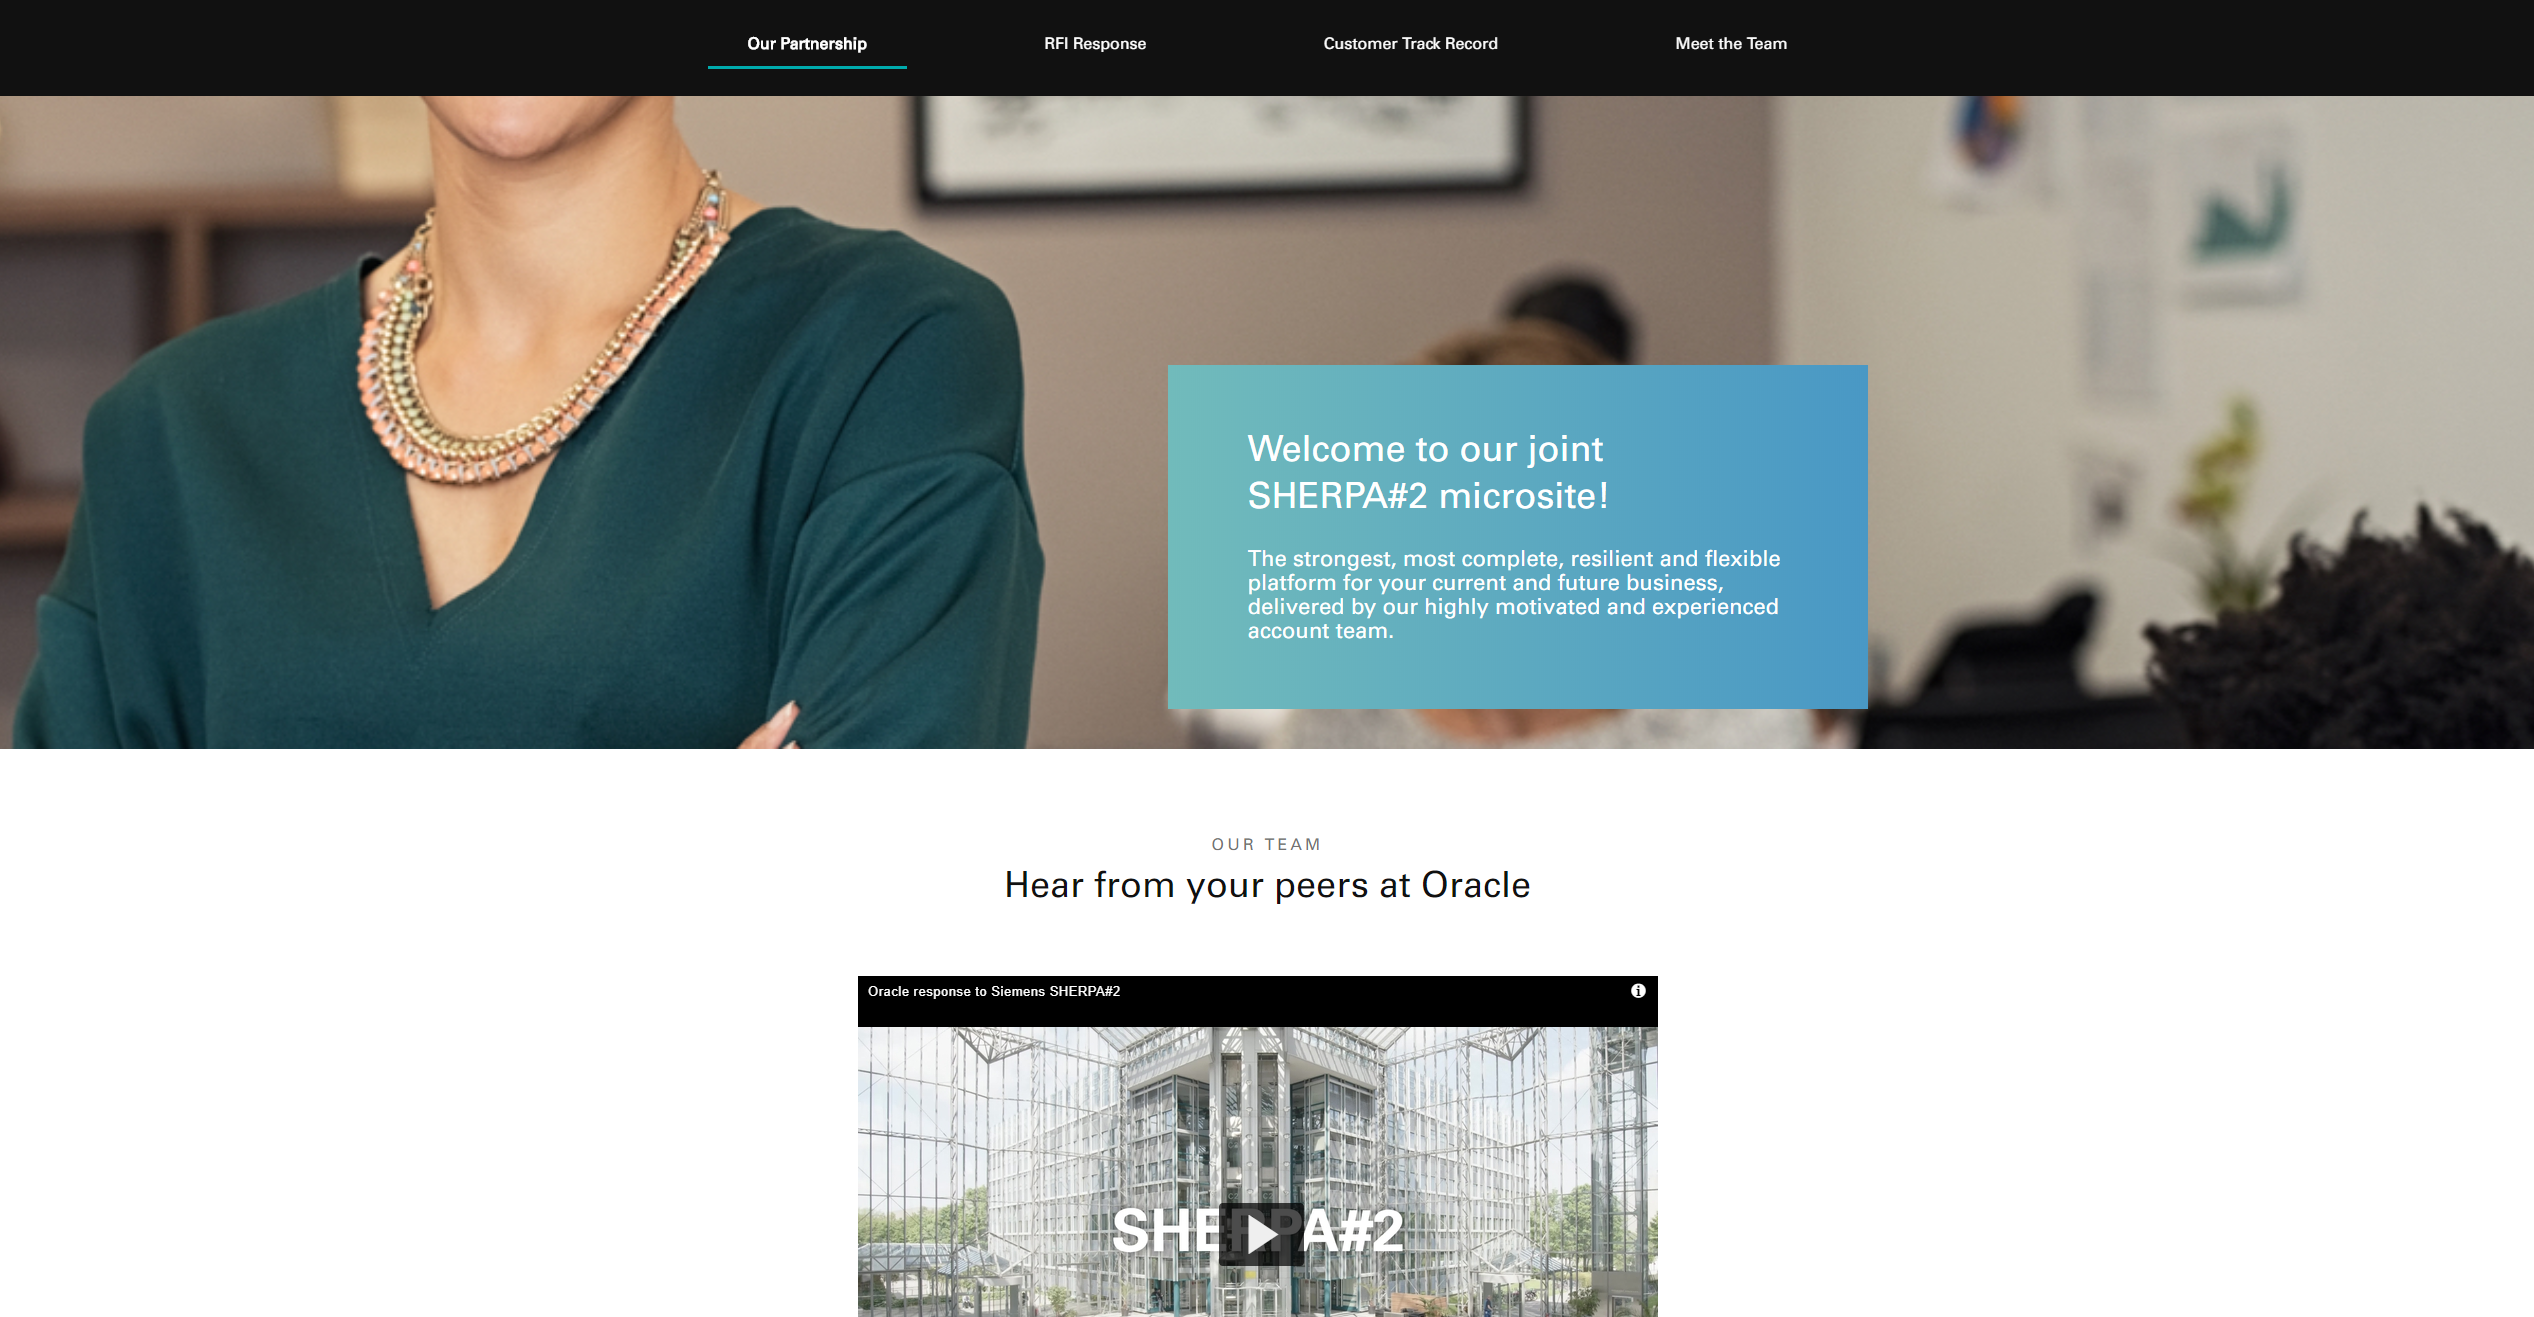 Our Partnership
RFI Response
Customer Track Record
Meet the Team
Welcome to our joint
SHERPA#2 microsite!
The strongest, most complete, resilient and flexible
platform for your current and future business,
delivered by our highly motivated and experienced
account team.
OUR TEAM
Hear from your peers at Oracle
Oracle response to Siemens SHERPA#2
SHERPA#2